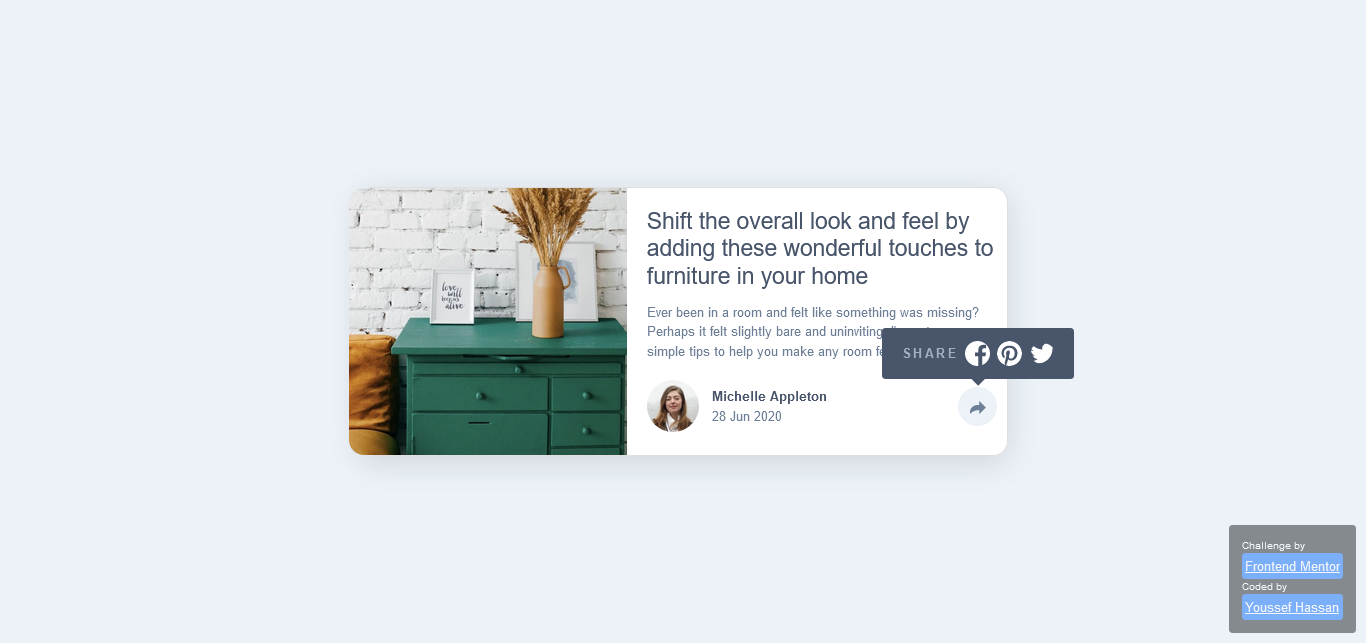 Shift the overall look and feel by
adding these wonderful touches to
furniture in your home
Ever been in a room and felt like something was missing?
Perhaps it felt slightly bare and uninviting
simple tips to help you make any room
SHARE
love
will
keep us
alive
Michelle Appleton
28 Jun 2020
Challenge by
Frontend Mentor
Coded by
Youssef Hassan